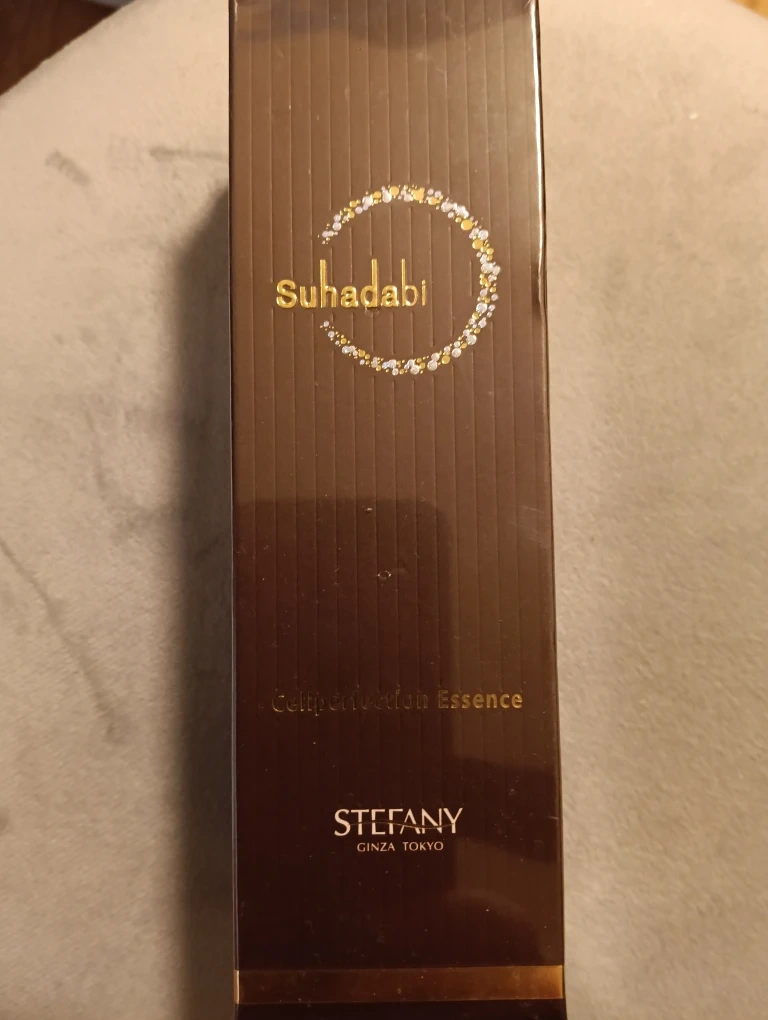 Suhadabi
Cellperfection Essence
STEFANY
GINZA TOKYO